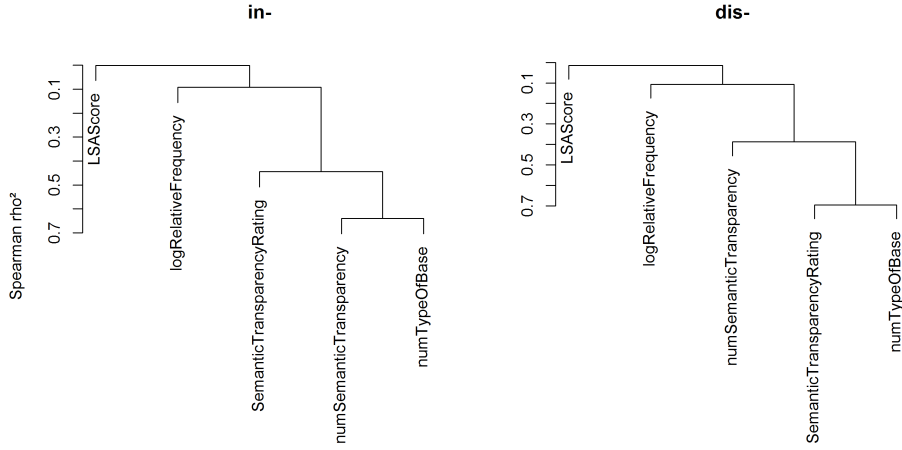 in-
dis-
Spearman rho²
0.1
0.3
0.5
0.7
LSAScore
logRelativeFrequency
SemanticTransparencyRating
numSemanticTransparency
numTypeOfBase
0.1
0.3
0.5
0.7
LSAScore
logRelativeFrequency
numSemanticTransparency
SemanticTransparencyRating
numTypeOfBase